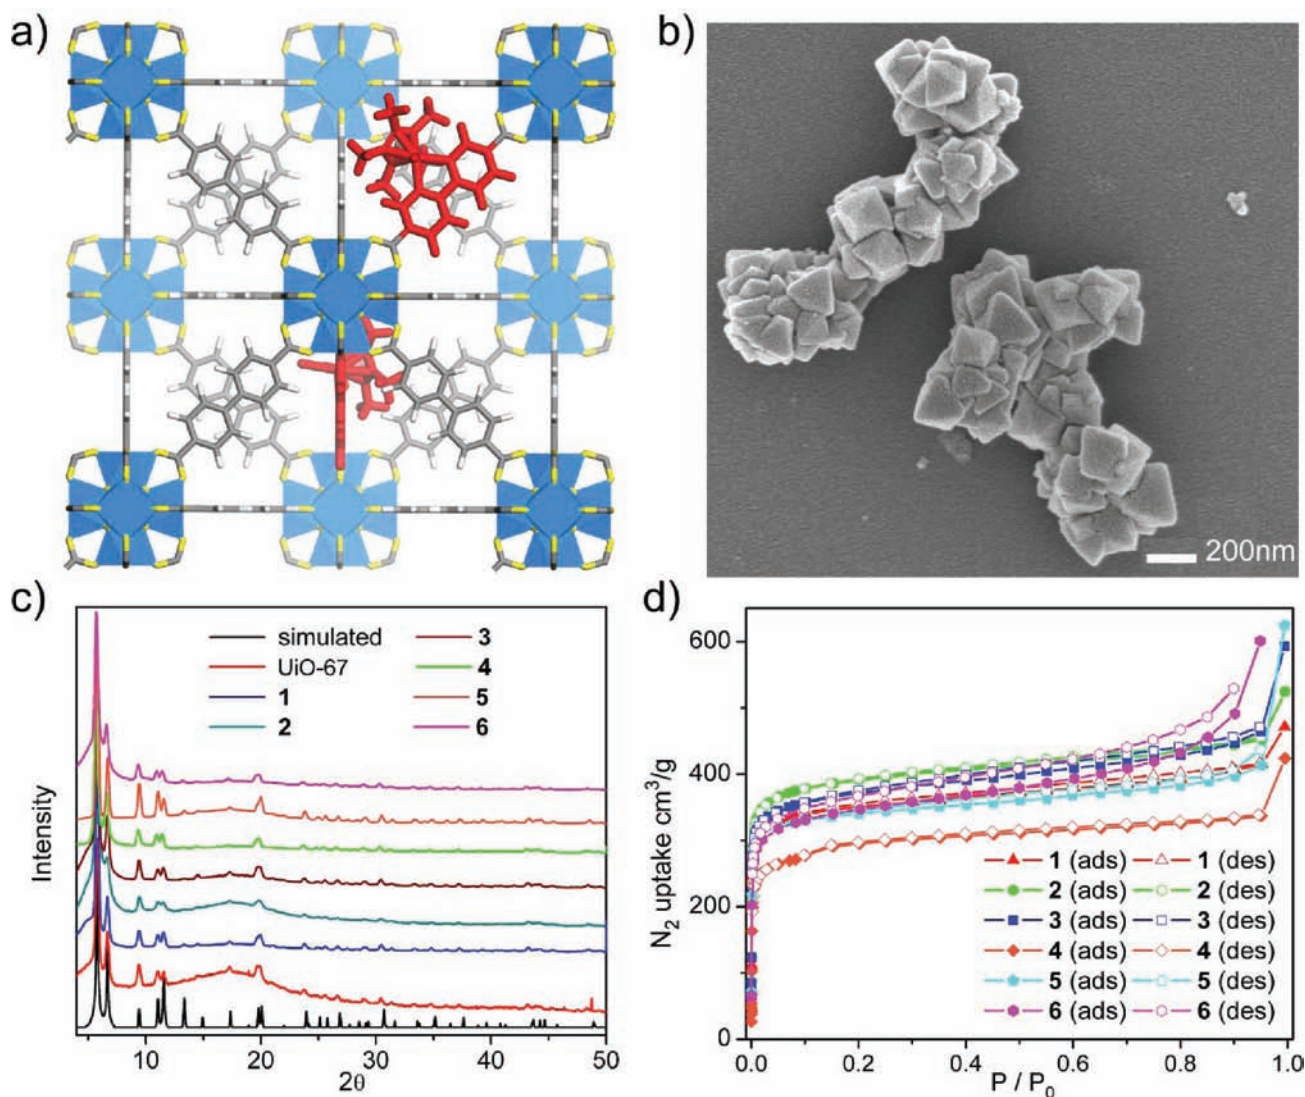 a)
b)
200nm
c)
simulated
UiO-67
1
2
3
4
5
6
Intensity
10 20 30 40 50
2θ
d)
N₂ uptake cm³/g
600
400
200
0
1 (ads) 1 (des)
2 (ads) 2 (des)
3 (ads) 3 (des)
4 (ads) 4 (des)
5 (ads) 5 (des)
6 (ads) 6 (des)
0.0 0.2 0.4 0.6 0.8 1.0
P / P₀